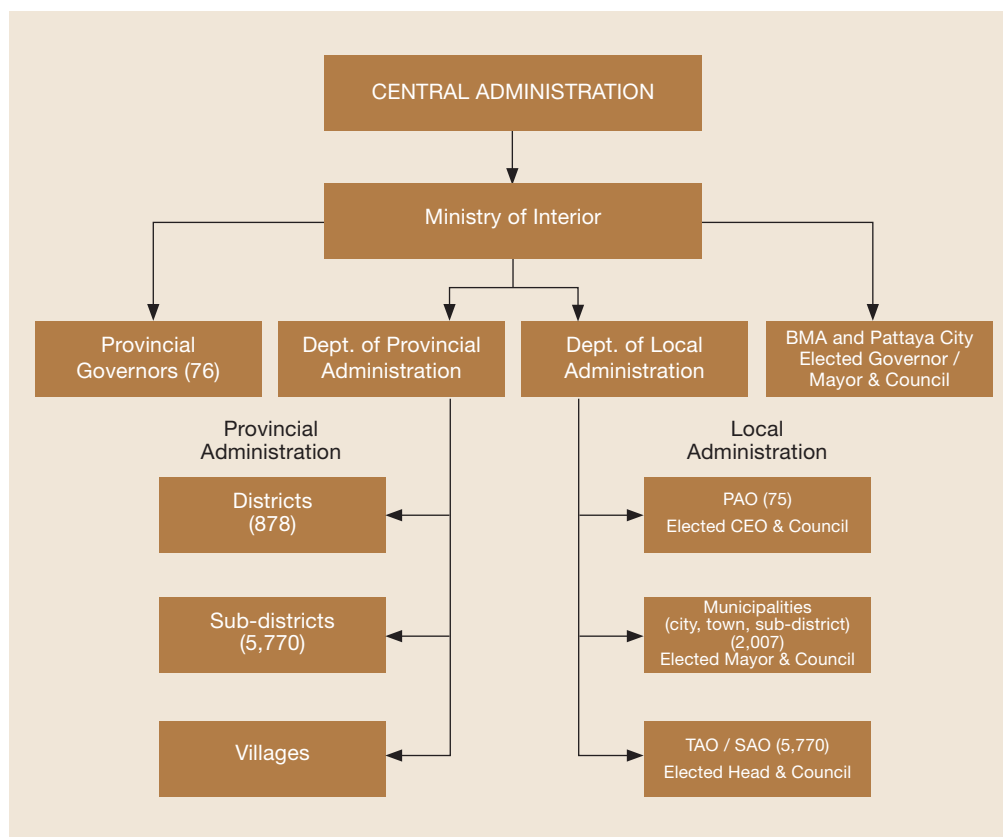 CENTRAL ADMINISTRATION
Ministry of Interior
Provincial
Governors (76)
Dept. of Provincial
Administration
Dept. of Local
Administration
BMA and Pattaya City
Elected Governor /
Mayor & Council
Provincial
Administration
Districts
(878)
Sub-districts
(5,770)
Villages
Local
Administration
PAO (75)
Elected CEO & Council
Municipalities
(city, town, sub-district)
(2,007)
Elected Mayor & Council
TAO / SAO (5,770)
Elected Head & Council